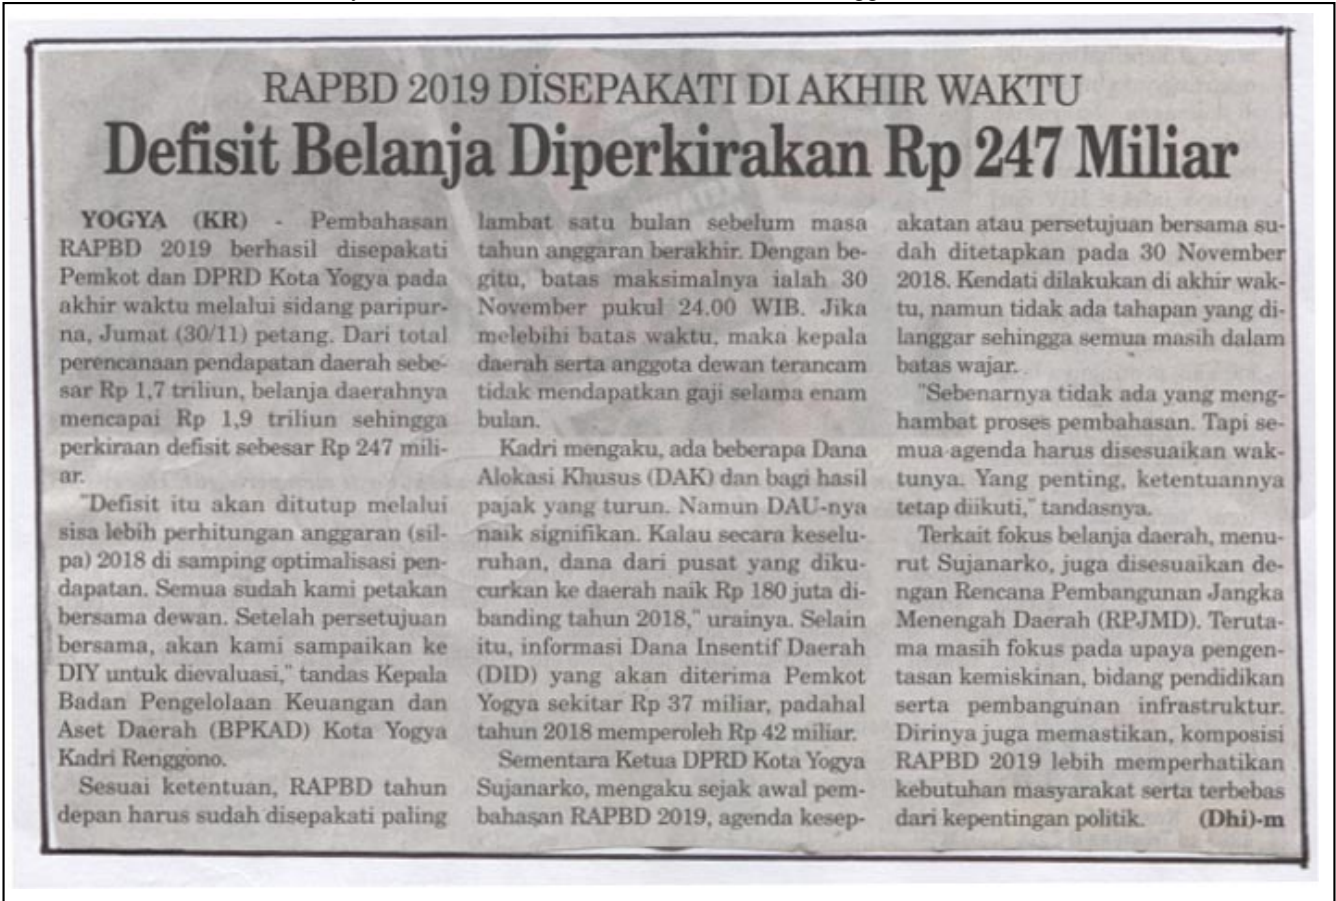 RAPBD 2019 DISEPAKATI DI AKHIR WAKTU
Defisit Belanja Diperkirakan Rp 247 Miliar
YOGYA (KR) - Pembahasan
RAPBD 2019 berhasil disepakati
Pemkot dan DPRD Kota Yogya pada
akhir waktu melalui sidang paripur-
na, Jumat (30/11) petang. Dari total
perencanaan pendapatan daerah sebe-
sar Rp 1,7 triliun, belanja daerahnya
mencapai Rp 1,9 triliun sehingga
perkiraan defisit sebesar Rp 247 mili-
ar.
"Defisit itu akan ditutup melalui
sisa lebih perhitungan anggaran (sil-
pa) 2018 di samping optimalisasi pen-
dapatan. Semua sudah kami petakan
bersama dewan. Setelah persetujuan
bersama, akan kami sampaikan ke
DIY untuk dievaluasi," tandas Kepala
Badan Pengelolaan Keuangan dan
Aset Daerah (BPKAD) Kota Yogya
Kadri Renggono.
Sesuai ketentuan, RAPBD tahun
depan harus sudah disepakati paling
lambat satu bulan sebelum masa
tahun anggaran berakhir. Dengan be-
gitu, batas maksimalnya ialah 30
November pukul 24.00 WIB. Jika
melebihi batas waktu, maka kepala
daerah serta anggota dewan terancam
tidak mendapatkan gaji selama enam
bulan.
Kadri mengaku, ada beberapa Dana
Alokasi Khusus (DAK) dan bagi hasil
pajak yang turun. Namun DAU-nya
naik signifikan. Kalau secara keselu-
ruhan, dana dari pusat yang diku-
curkan ke daerah naik Rp 180 juta di-
banding tahun 2018," urainya. Selain
itu, informasi Dana Insentif Daerah
(DID) yang akan diterima Pemkot
Yogya sekitar Rp 37 miliar, padahal
tahun 2018 memperoleh Rp 42 miliar.
Sementara Ketua DPRD Kota Yogya
Sujanarko, mengaku sejak awal pem-
bahasan RAPBD 2019, agenda kesep-
akatan atau persetujuan bersama su-
dah ditetapkan pada 30 November
2018. Kendati dilakukan di akhir wak-
tu, namun tidak ada tahapan yang di-
langgar sehingga semua masih dalam
batas wajar.
"Sebenarnya tidak ada yang meng-
hambat proses pembahasan. Tapi se-
mua agenda harus disesuaikan wak-
tunya. Yang penting, ketentuannya
tetap diikuti," tandasnya.
Terkait fokus belanja daerah, menu-
rut Sujanarko, juga disesuaikan de-
ngan Rencana Pembangunan Jangka
Menengah Daerah (RPJMD). Teruta-
ma masih fokus pada upaya pengen-
tasan kemiskinan, bidang pendidikan
serta pembangunan infrastruktur.
Dirinya juga memastikan, komposisi
RAPBD 2019 lebih memperhatikan
kebutuhan masyarakat serta terbebas
dari kepentingan politik. (Dhi)-m